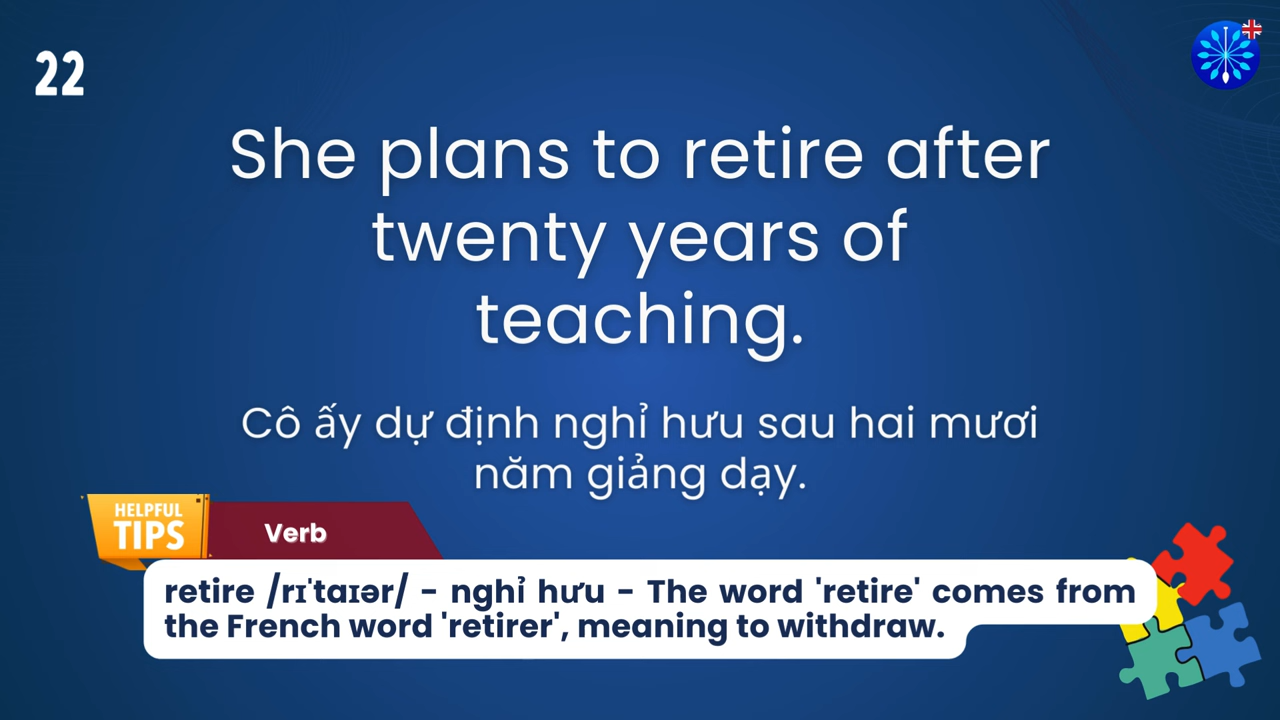 22
She plans to retire after
twenty years of
teaching.
Cô ấy dự định nghỉ hưu sau hai mươi
năm giảng dạy.
HELPFUL
TIPS
Verb
retire /rɪˈtaɪər/ - nghỉ hưu - The word 'retire' comes from
the French word 'retirer', meaning to withdraw.